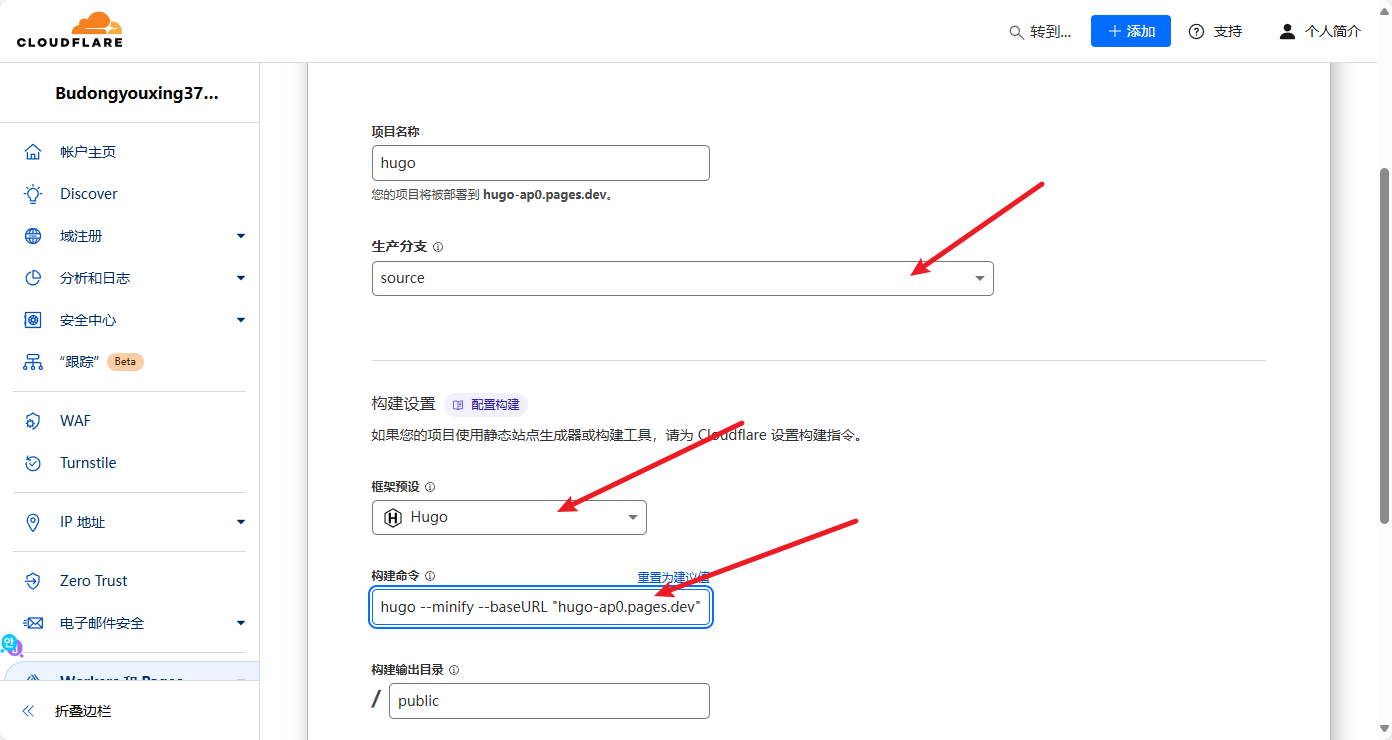 CLOUDFLARE
转到...
添加
支持
个人简介
Budongyouxing37...
帐户主页
Discover
域注册
分析和日志
安全中心
“跟踪” Beta
WAF
Turnstile
IP 地址
Zero Trust
电子邮件安全
Workers 和 Pages
折叠边栏
项目名称
hugo
您的项目将被部署到 hugo-ap0.pages.dev。
生产分支
source
构建设置 配置构建
如果您的项目使用静态站点生成器或构建工具，请为 Cloudflare 设置构建指令。
框架预设
Hugo
构建命令 重置为建议值
hugo --minify --baseURL "hugo-ap0.pages.dev"
构建输出目录
/ public